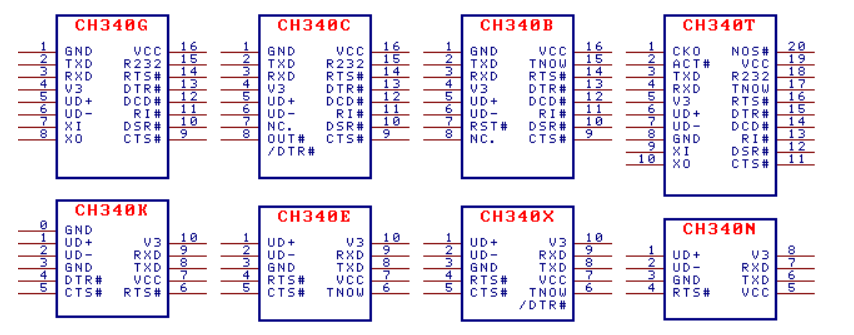 CH340G
1 GND VCC 16
2 TXD R232 15
3 RXD RTS# 14
4 V3 DTR# 13
5 UD+ DCD# 12
6 UD- RI# 11
7 XI DSR# 10
8 XO CTS# 9
CH340C
1 GND VCC 16
2 TXD R232 15
3 RXD RTS# 14
4 V3 DTR# 13
5 UD+ DCD# 12
6 UD- RI# 11
7 NC. DSR# 10
8 OUT# CTS# 9
/DTR#
CH340B
1 GND VCC 16
2 TXD TNOW 15
3 RXD RTS# 14
4 V3 DTR# 13
5 UD+ DCD# 12
6 UD- RI# 11
7 RST# DSR# 10
8 NC. CTS# 9
CH340T
1 CKO NOS# 20
2 ACT# VCC 19
3 TXD R232 18
4 RXD TNOW 17
5 V3 RTS# 16
6 UD+ DTR# 15
7 UD- DCD# 14
8 GND RI# 13
9 XI DSR# 12
10 XO CTS# 11
CH340K
0 GND
1 UD+ V3 10
2 UD- RXD 9
3 GND TXD 8
4 DTR# VCC 7
5 CTS# RTS# 6
CH340E
1 UD+ V3 10
2 UD- RXD 9
3 GND TXD 8
4 RTS# VCC 7
5 CTS# TNOW 6
CH340X
1 UD+ V3 10
2 UD- RXD 9
3 GND TXD 8
4 RTS# VCC 7
5 CTS# TNOW 6
/DTR#
CH340N
1 UD+ V3 8
2 UD- RXD 7
3 GND TXD 6
4 RTS# VCC 5